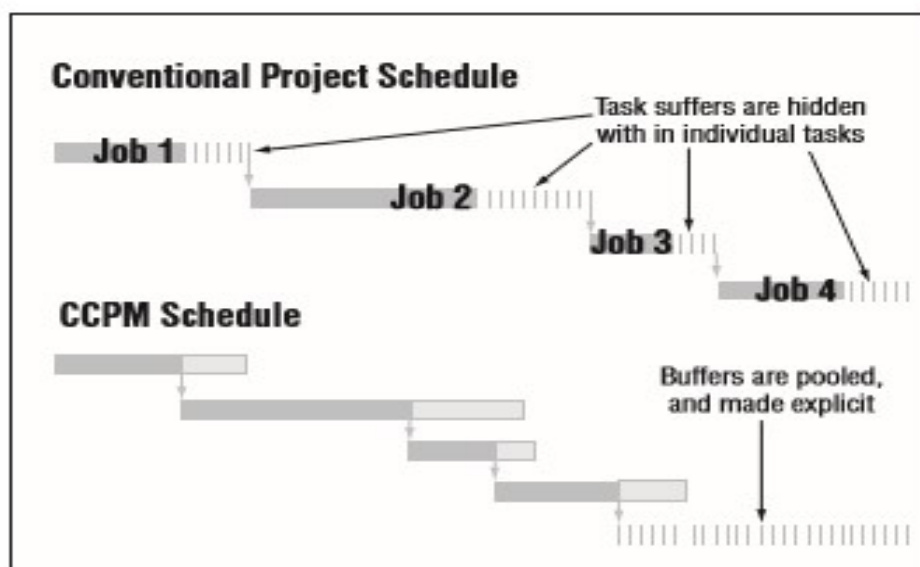 Conventional Project Schedule
Task suffers are hidden
with in individual tasks
Job 1
Job 2
Job 3
Job 4
CCPM Schedule
Buffers are pooled,
and made explicit